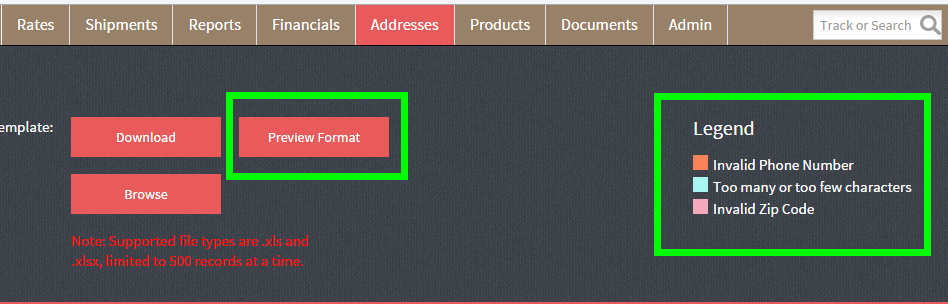 Rates Shipments Reports Financials Addresses Products Documents Admin Track or Search
emplate: Download Preview Format
Browse
Note: Supported file types are .xls and
.xlsx, limited to 500 records at a time.
Legend
Invalid Phone Number
Too many or too few characters
Invalid Zip Code